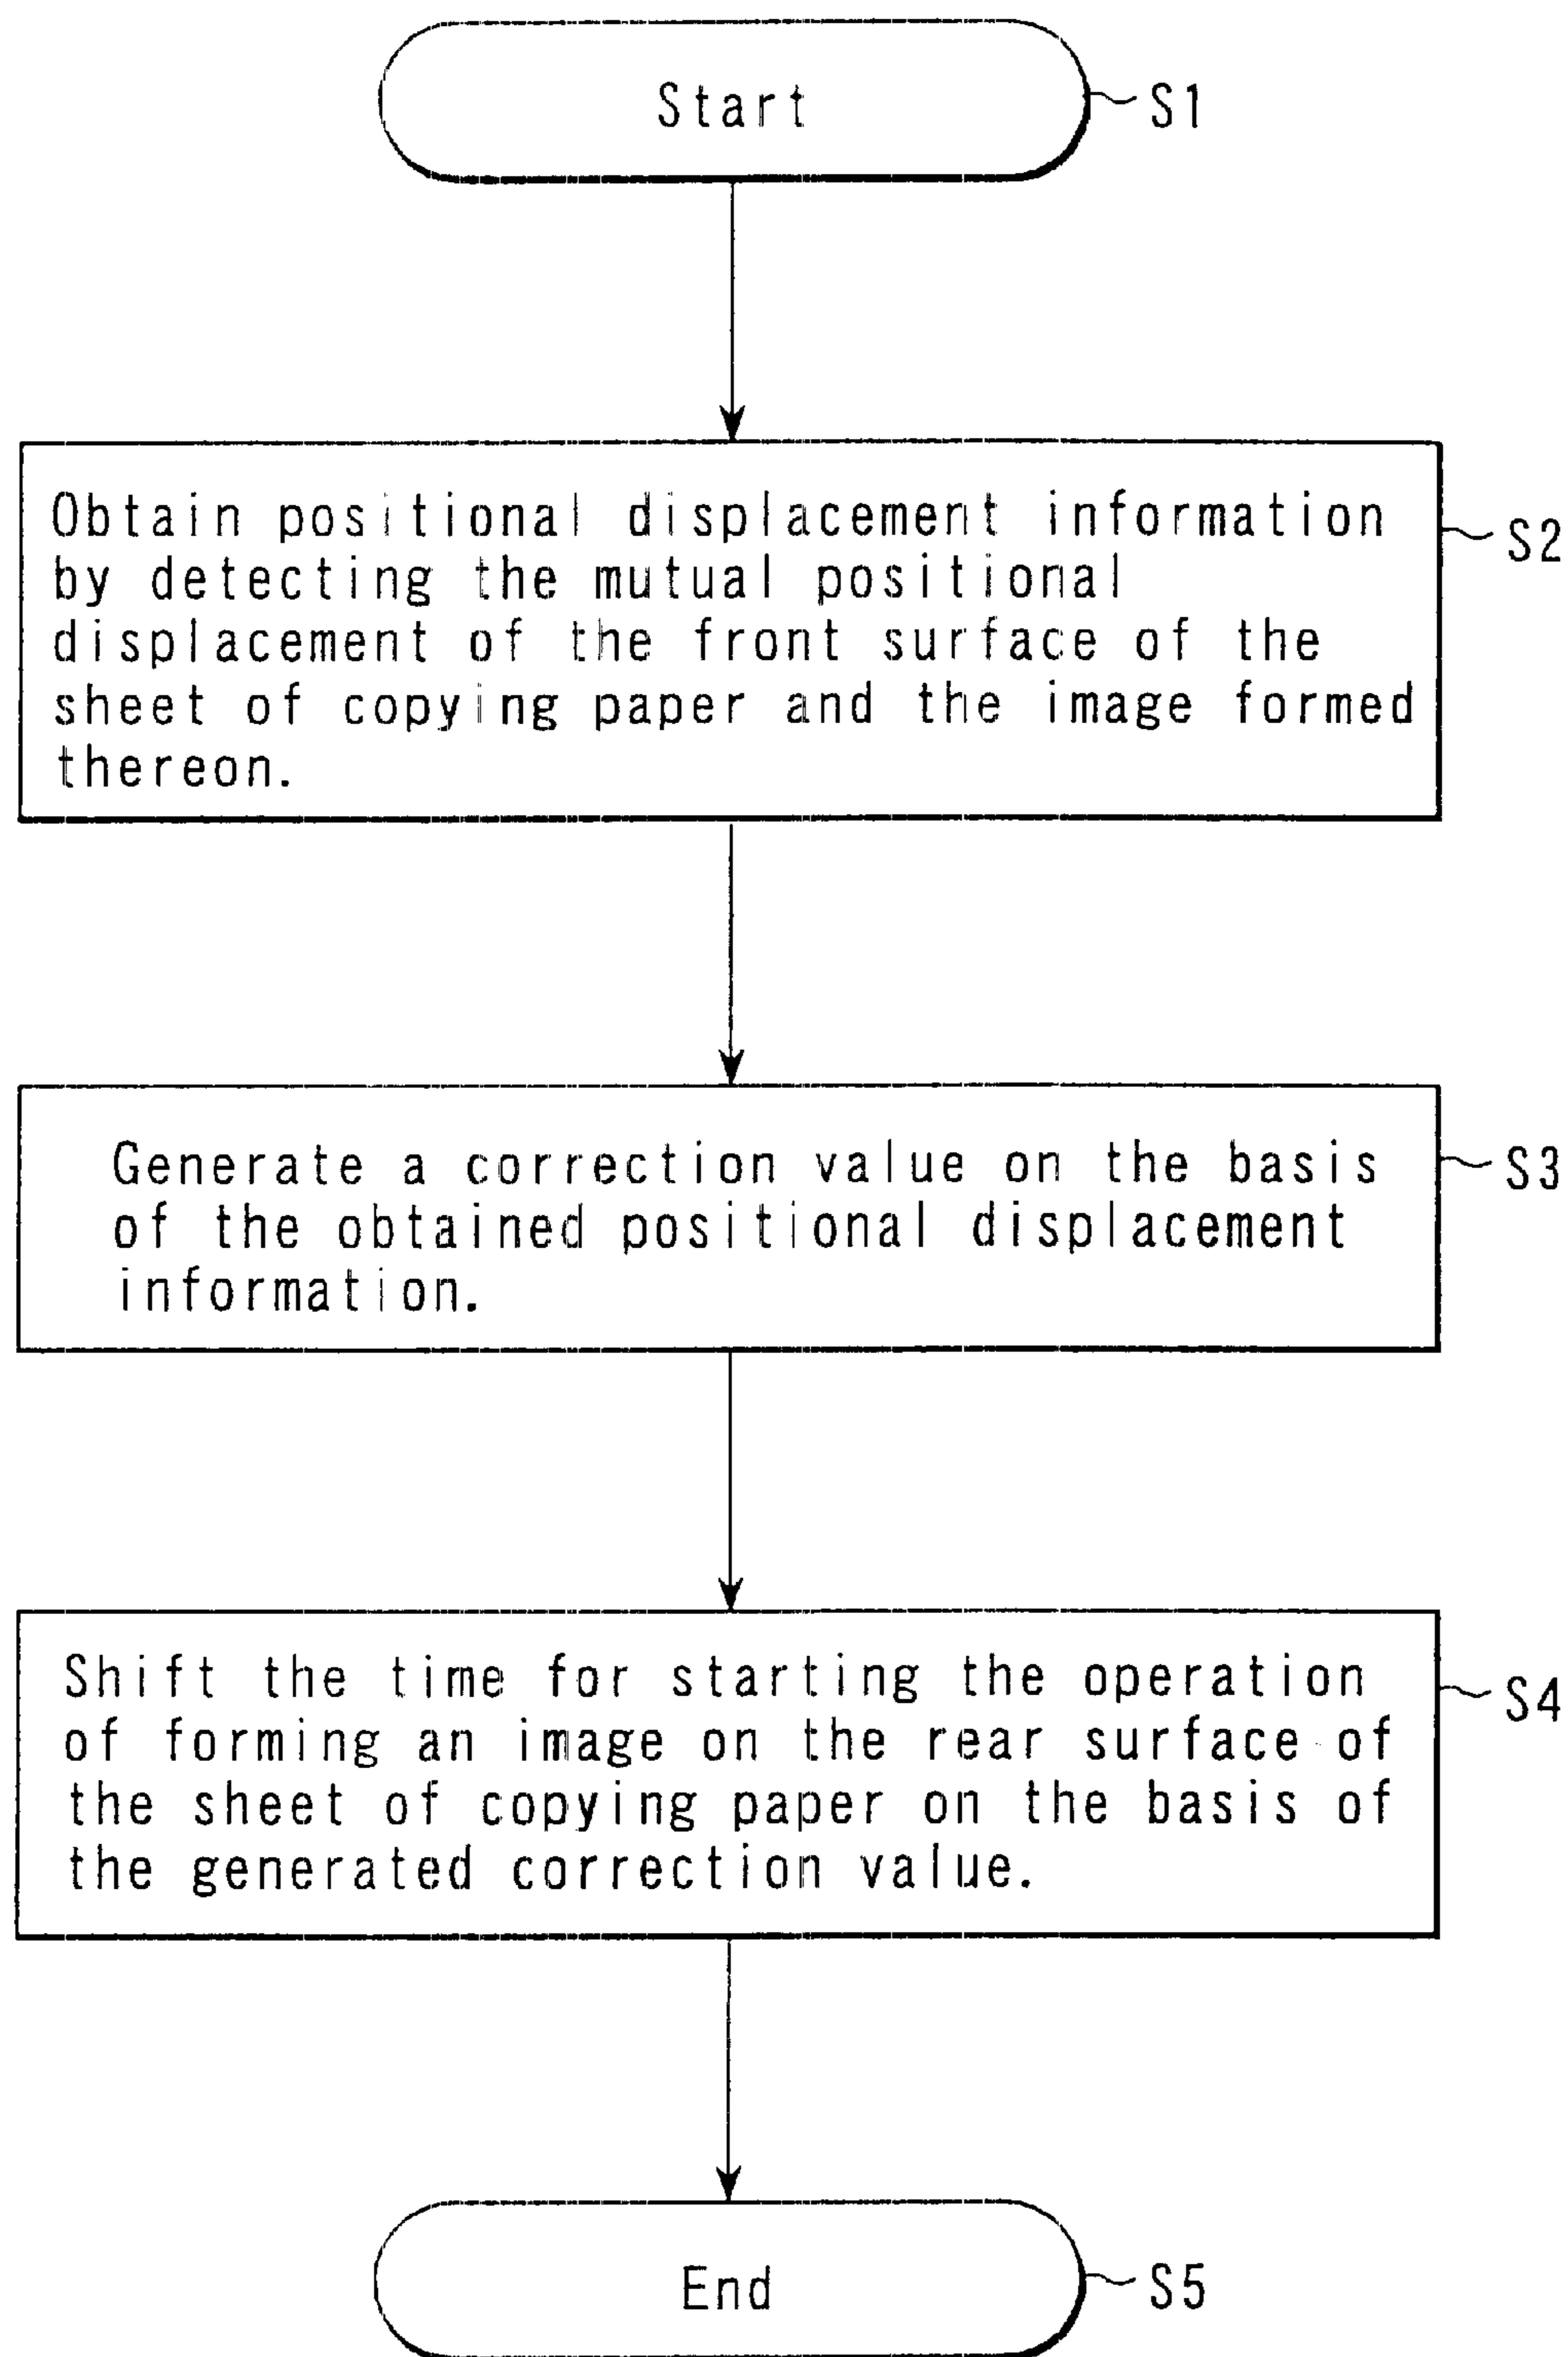 Start
S1
Obtain positional displacement information
by detecting the mutual positional
displacement of the front surface of the
sheet of copying paper and the image formed
thereon.
S2
Generate a correction value on the basis
of the obtained positional displacement
information.
S3
Shift the time for starting the operation
of forming an image on the rear surface of
the sheet of copying paper on the basis of
the generated correction value.
S4
End
S5